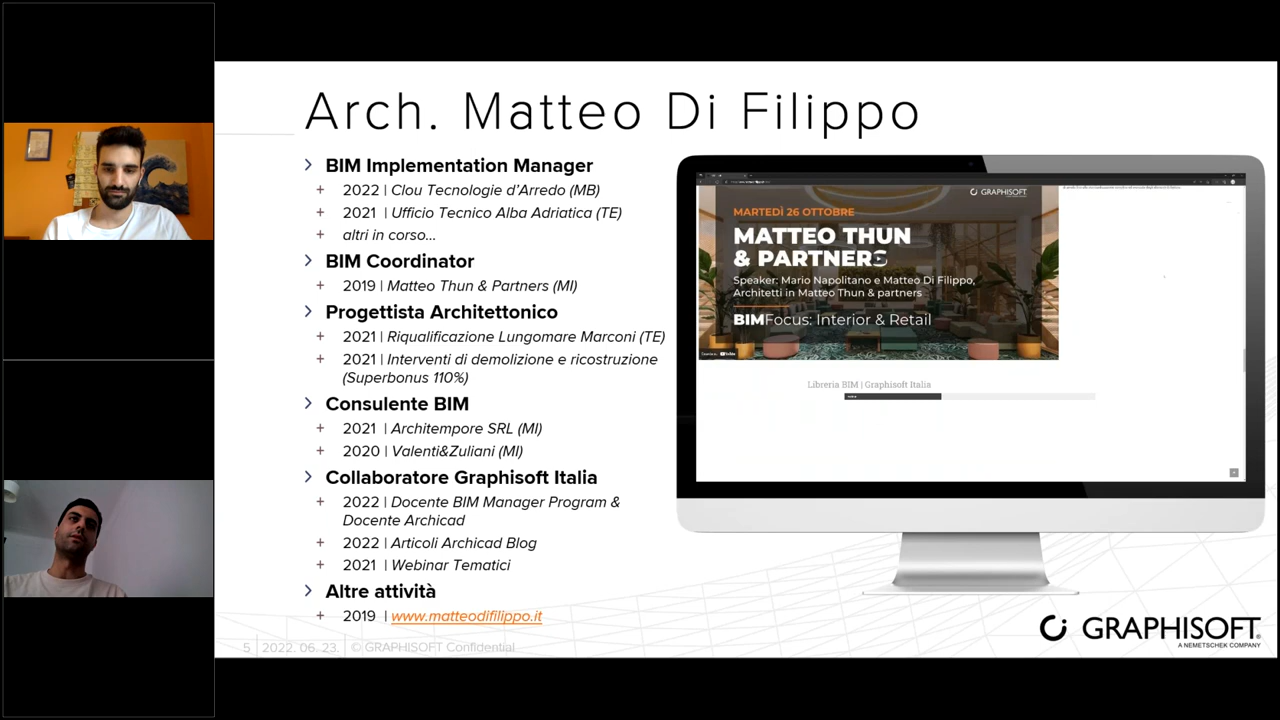 Arch. Matteo Di Filippo
BIM Implementation Manager
2022 | Clou Tecnologie d'Arredo (MB)
2021 | Ufficio Tecnico Alba Adriatica (TE)
altri in corso...
BIM Coordinator
2019 | Matteo Thun & Partners (MI)
Progettista Architettonico
2021 | Riqualificazione Lungomare Marconi (TE)
2021 | Interventi di demolizione e ricostruzione
(Superbonus 110%)
Consulente BIM
2021 | Architempore SRL (MI)
2020 | Valenti&Zuliani (MI)
Collaboratore Graphisoft Italia
2022 | Docente BIM Manager Program &
Docente Archicad
2022 | Articoli Archicad Blog
2021 | Webinar Tematici
Altre attività
2019 | www.matteodifilippo.it
GRAPHISOFT
MARTEDÌ 26 OTTOBRE
MATTEO THUN
& PARTNERS
Speaker: Mario Napolitano e Matteo Di Filippo,
Architetti in Matteo Thun & partners
BIMFocus: Interior & Retail
Libreria BIM | Graphisoft Italia
5 | 2022. 06. 23. | © GRAPHISOFT Confidential
GRAPHISOFT
A NEMETSCHEK COMPANY